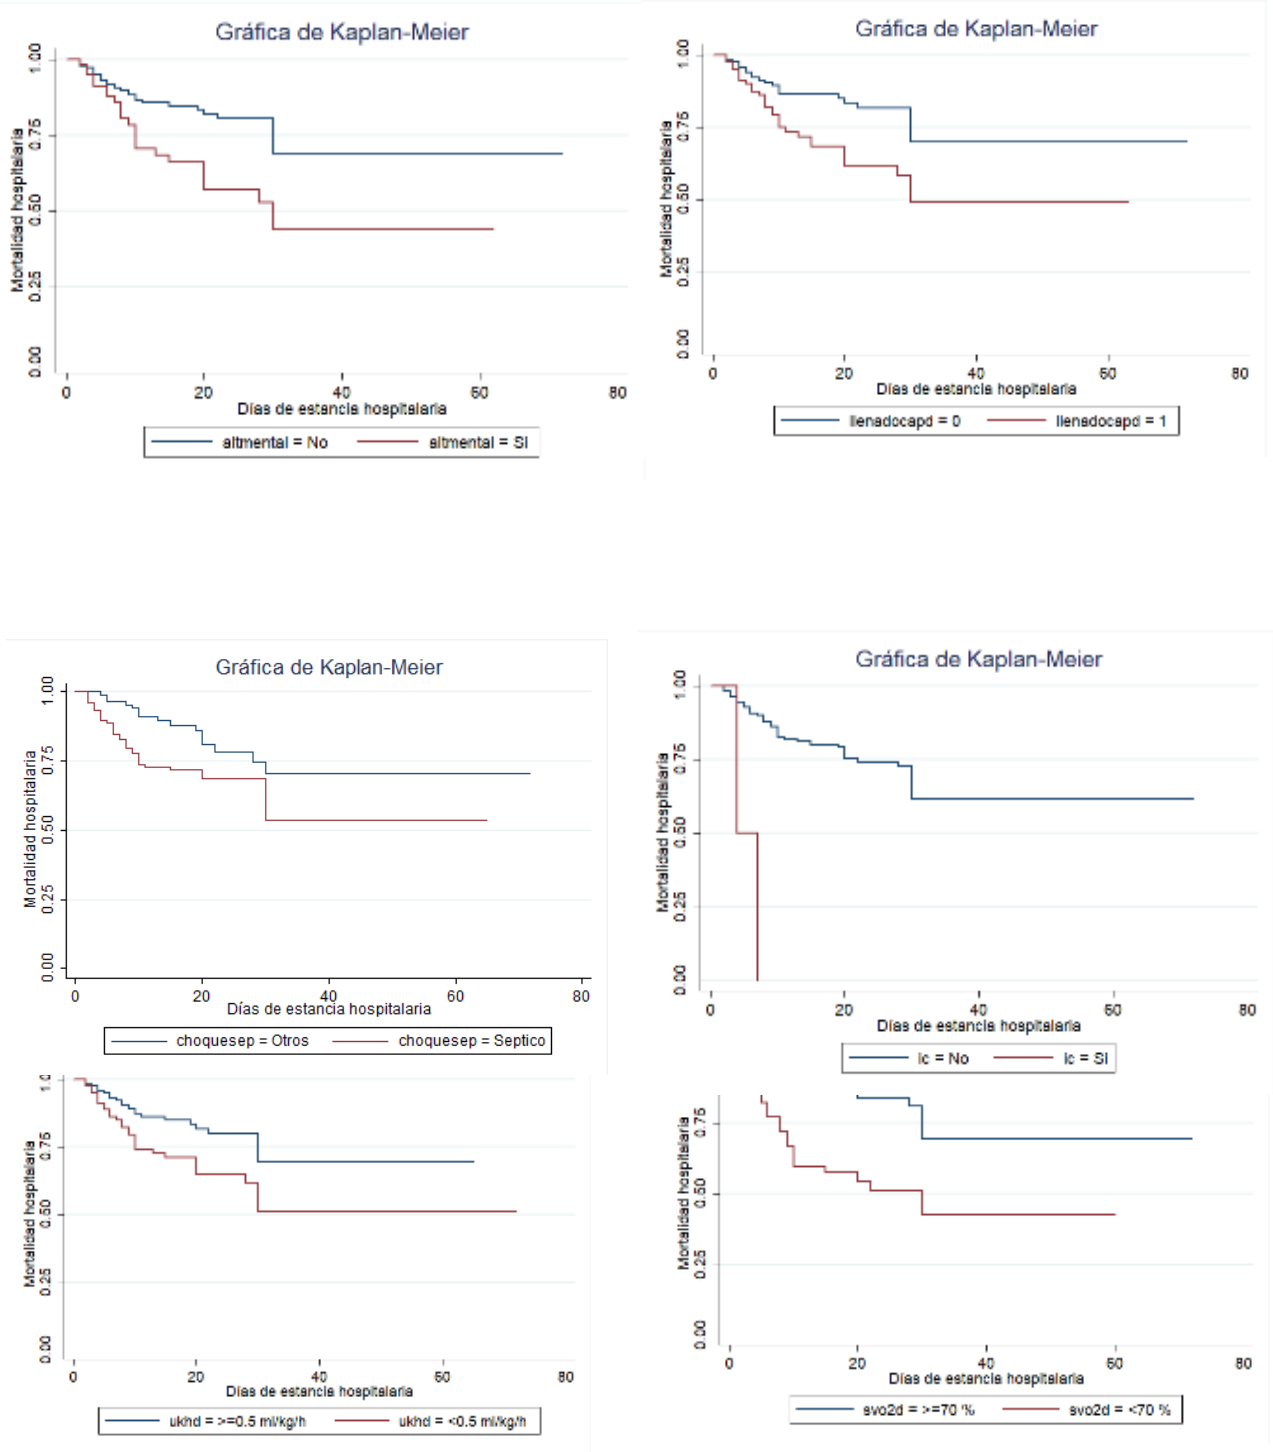 Gráfica de Kaplan-Meier
Mortalidad hospitalaria
1.00
0.75
0.50
0.25
0.00
0 20 40 60 80
Días de estancia hospitalaria
altmental = No altmental = SI
Gráfica de Kaplan-Meier
Mortalidad hospitalaria
1.00
0.75
0.50
0.25
0.00
0 20 40 60 80
Días de estancia hospitalaria
llenadocapd = 0 llenadocapd = 1
Gráfica de Kaplan-Meier
Mortalidad hospitalaria
1.00
0.75
0.50
0.25
0.00
0 20 40 60 80
Días de estancia hospitalaria
choquesep = Otros choquesep = Septico
Gráfica de Kaplan-Meier
Mortalidad hospitalaria
1.00
0.75
0.50
0.25
0.00
0 20 40 60 80
Días de estancia hospitalaria
ic = No ic = SI
Mortalidad hospitalaria
1.0
0.75
0.50
0.25
0.00
0 20 40 60 80
Días de estancia hospitalaria
ukhd = >=0.5 ml/kg/h ukhd = <0.5 ml/kg/h
Mortalidad hospitalaria
0.75
0.50
0.25
0.00
0 20 40 60 80
Días de estancia hospitalaria
svo2d = >=70 % svo2d = <70 %